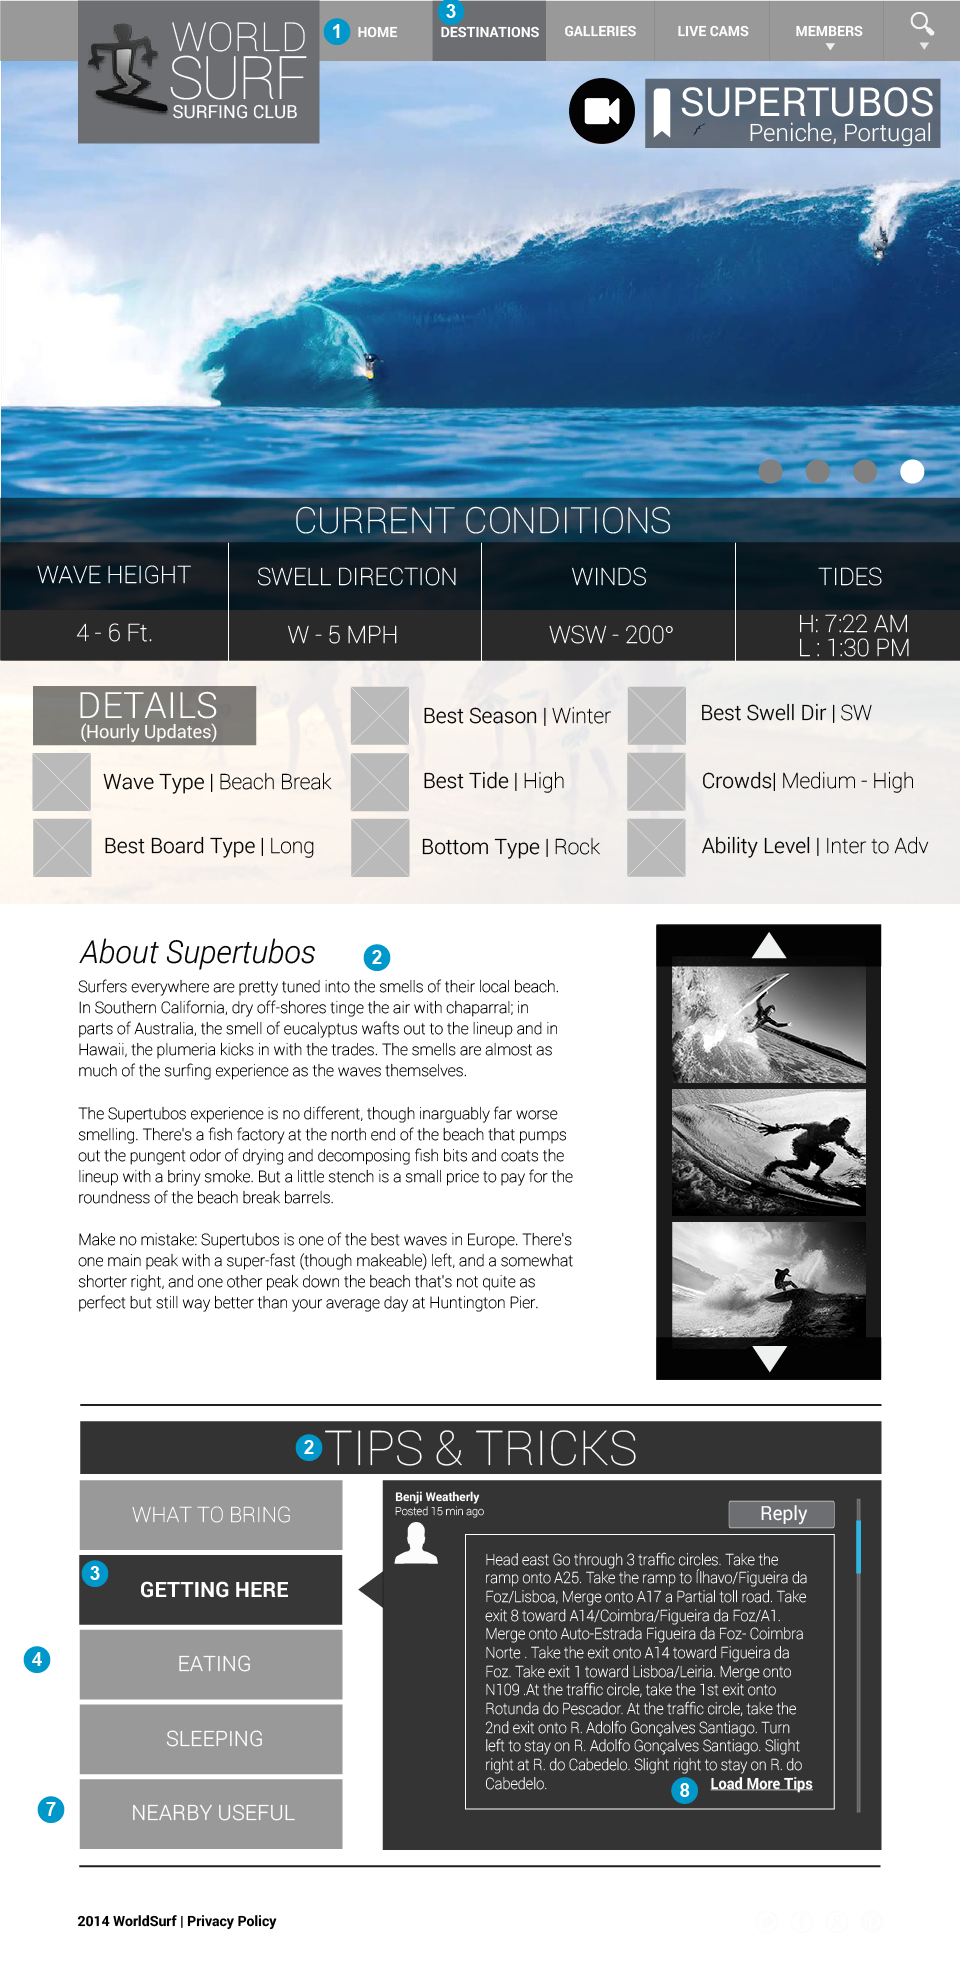 WORLD
SURF
SURFING CLUB
1 HOME
3
DESTINATIONS
GALLERIES
LIVE CAMS
MEMBERS
SUPERTUBOS
Peniche, Portugal
CURRENT CONDITIONS
WAVE HEIGHT
SWELL DIRECTION
WINDS
TIDES
4 - 6 Ft.
W - 5 MPH
WSW - 200°
H: 7:22 AM
L : 1:30 PM
DETAILS
(Hourly Updates)
Best Season | Winter
Best Swell Dir | SW
Wave Type | Beach Break
Best Tide | High
Crowds| Medium - High
Best Board Type | Long
Bottom Type | Rock
Ability Level | Inter to Adv
About Supertubos
2
Surfers everywhere are pretty tuned into the smells of their local beach.
In Southern California, dry off-shores tinge the air with chaparral; in
parts of Australia, the smell of eucalyptus wafts out to the lineup and in
Hawaii, the plumeria kicks in with the trades. The smells are almost as
much of the surfing experience as the waves themselves.
The Supertubos experience is no different, though inarguably far worse
smelling. There's a fish factory at the north end of the beach that pumps
out the pungent odor of drying and decomposing fish bits and coats the
lineup with a briny smoke. But a little stench is a small price to pay for the
roundness of the beach break barrels.
Make no mistake: Supertubos is one of the best waves in Europe. There's
one main peak with a super-fast (though makeable) left, and a somewhat
shorter right, and one other peak down the beach that's not quite as
perfect but still way better than your average day at Huntington Pier.
2 TIPS & TRICKS
WHAT TO BRING
3
GETTING HERE
4
EATING
SLEEPING
7
NEARBY USEFUL
Benji Weatherly
Posted 15 min ago
Reply
Head east Go through 3 traffic circles. Take the
ramp onto A25. Take the ramp to Ílhavo/Figueira da
Foz/Lisboa, Merge onto A17 a Partial toll road. Take
exit 8 toward A14/Coimbra/Figueira da Foz/A1.
Merge onto Auto-Estrada Figueira da Foz- Coimbra
Norte . Take the exit onto A14 toward Figueira da
Foz. Take exit 1 toward Lisboa/Leiria. Merge onto
N109 .At the traffic circle, take the 1st exit onto
Rotunda do Pescador. At the traffic circle, take the
2nd exit onto R. Adolfo Gonçalves Santiago. Turn
left to stay on R. Adolfo Gonçalves Santiago. Slight
right at R. do Cabedelo. Slight right to stay on R. do
Cabedelo.
8
Load More Tips
2014 WorldSurf | Privacy Policy